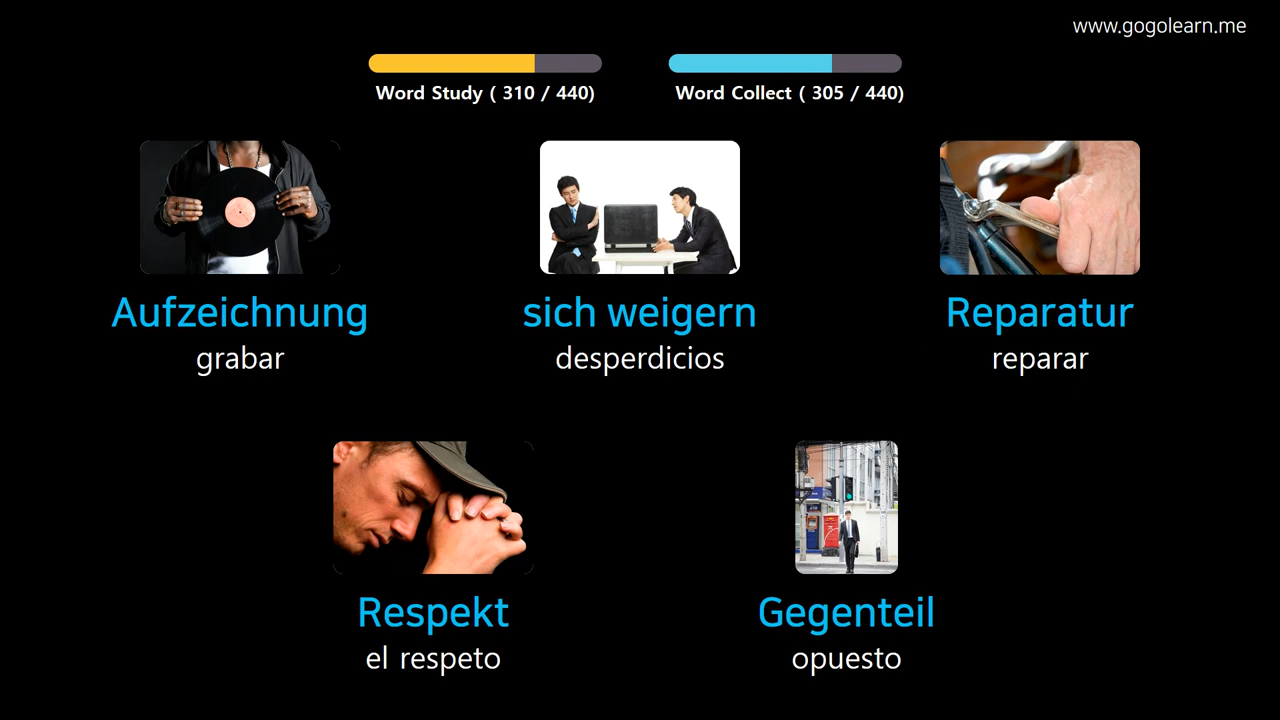 www.gogolearn.me
Word Study ( 310 / 440)
Word Collect ( 305 / 440)
Aufzeichnung
grabar
sich weigern
desperdicios
Reparatur
reparar
Respekt
el respeto
Gegenteil
opuesto